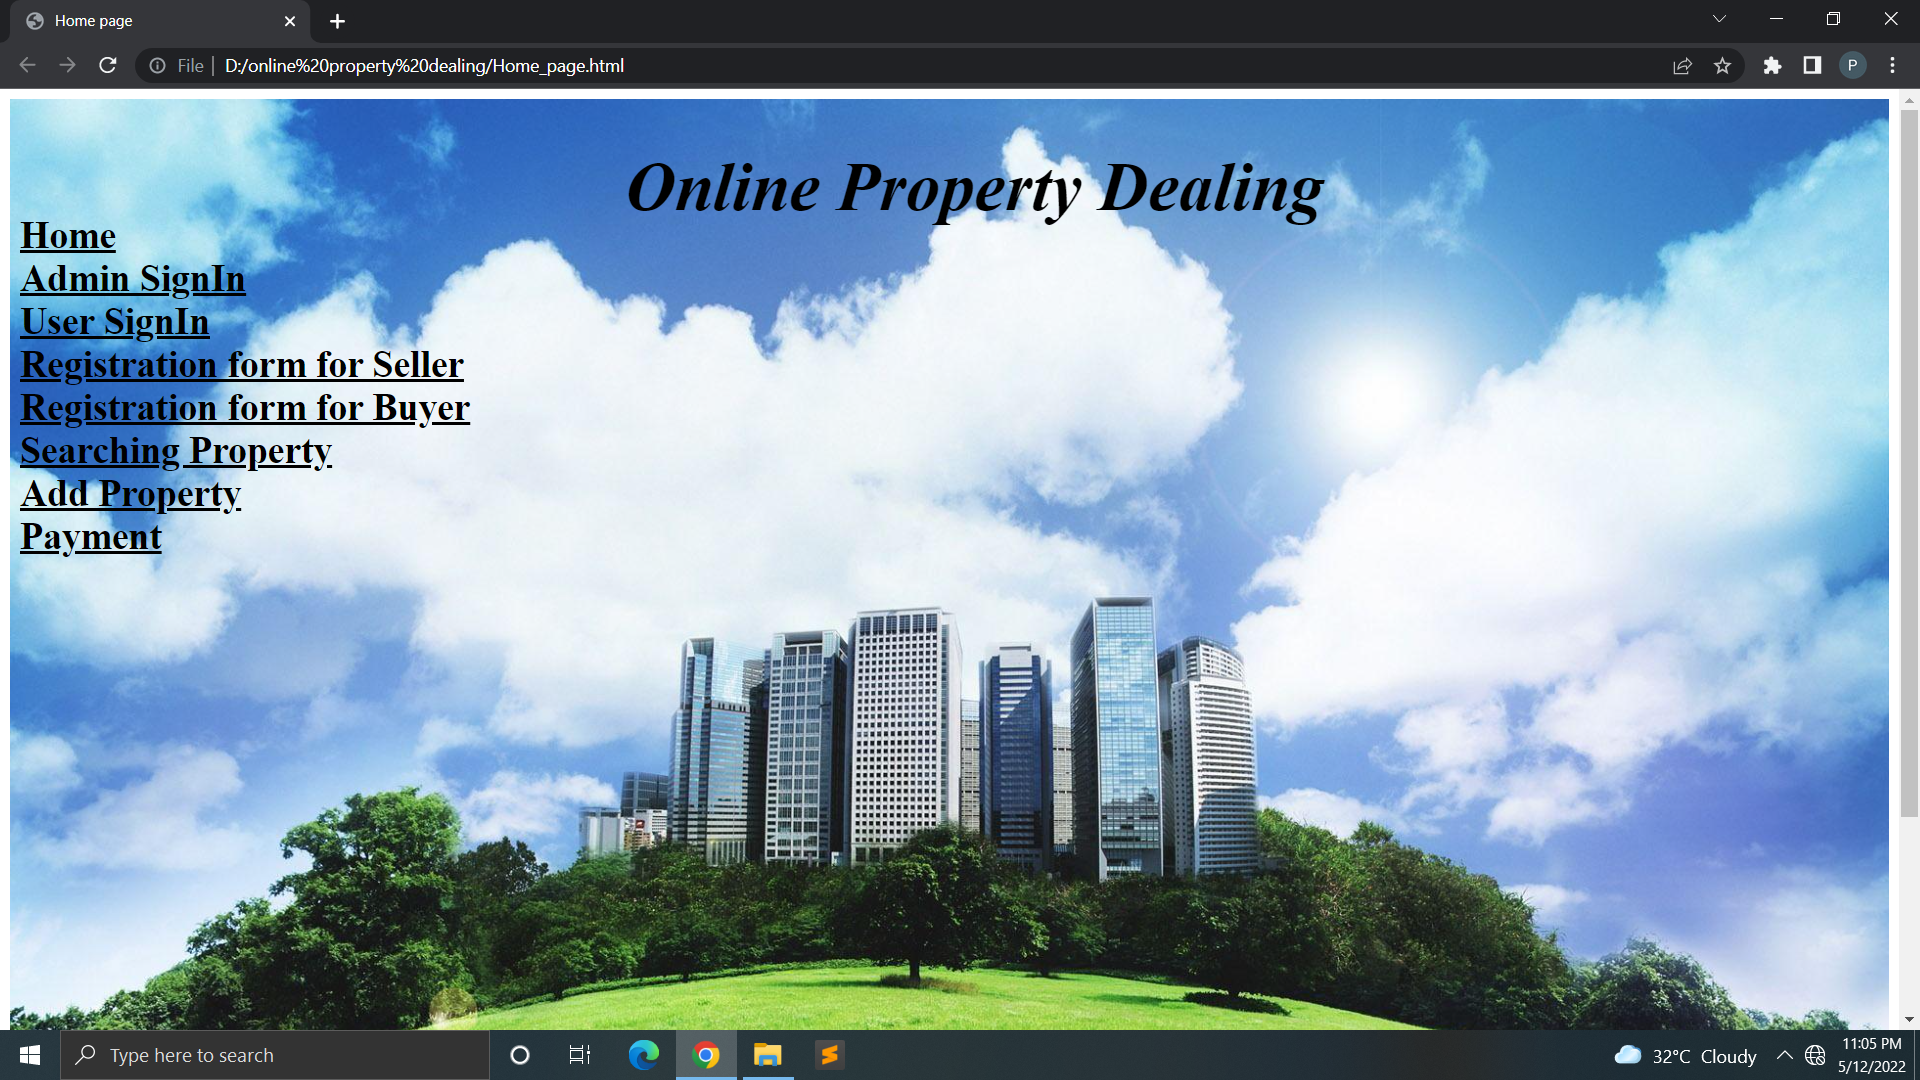 Home page
File | D:/online%20property%20dealing/Home_page.html
P
Online Property Dealing
Home
Admin SignIn
User SignIn
Registration form for Seller
Registration form for Buyer
Searching Property
Add Property
Payment
Type here to search
32°C Cloudy
11:05 PM
5/12/2022